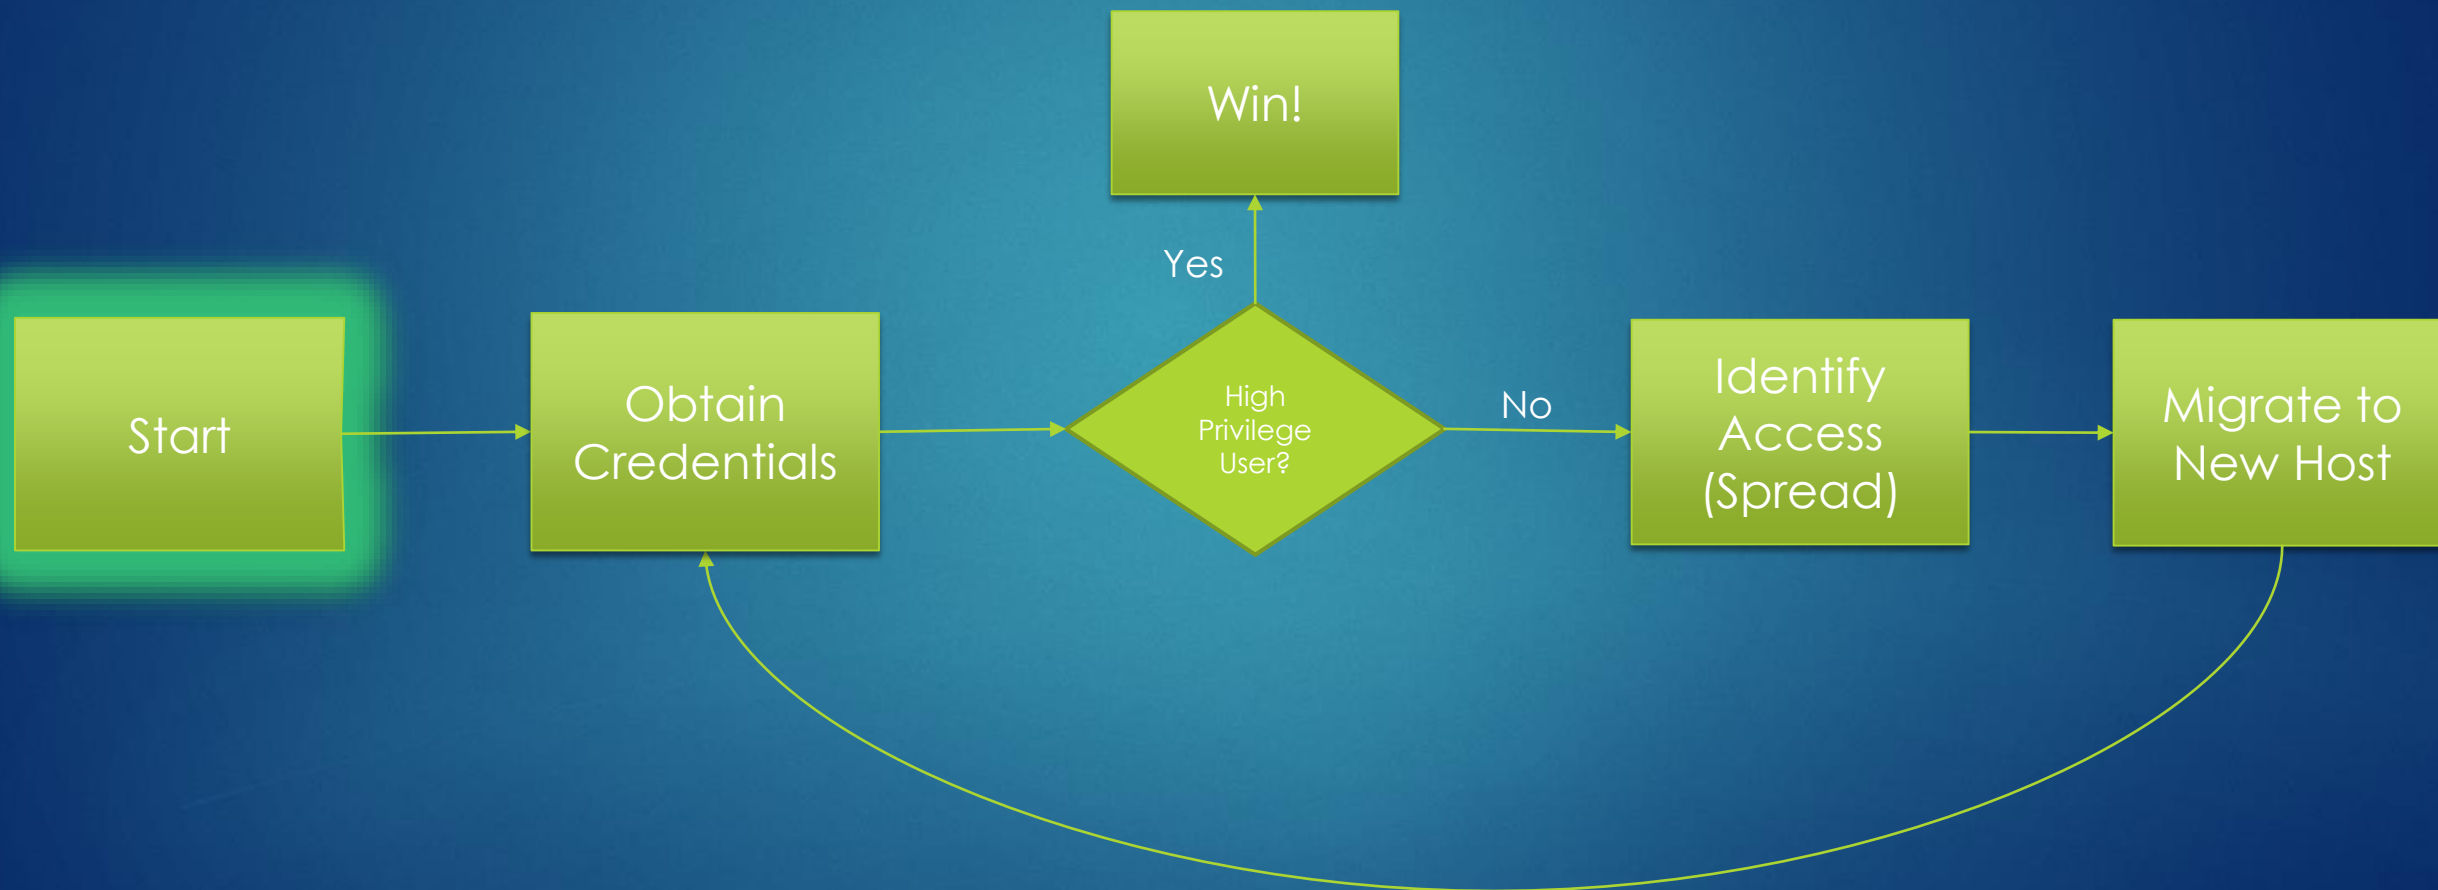 Win!
Yes
Start
Obtain
Credentials
High
Privilege
User?
No
Identify
Access
(Spread)
Migrate to
New Host